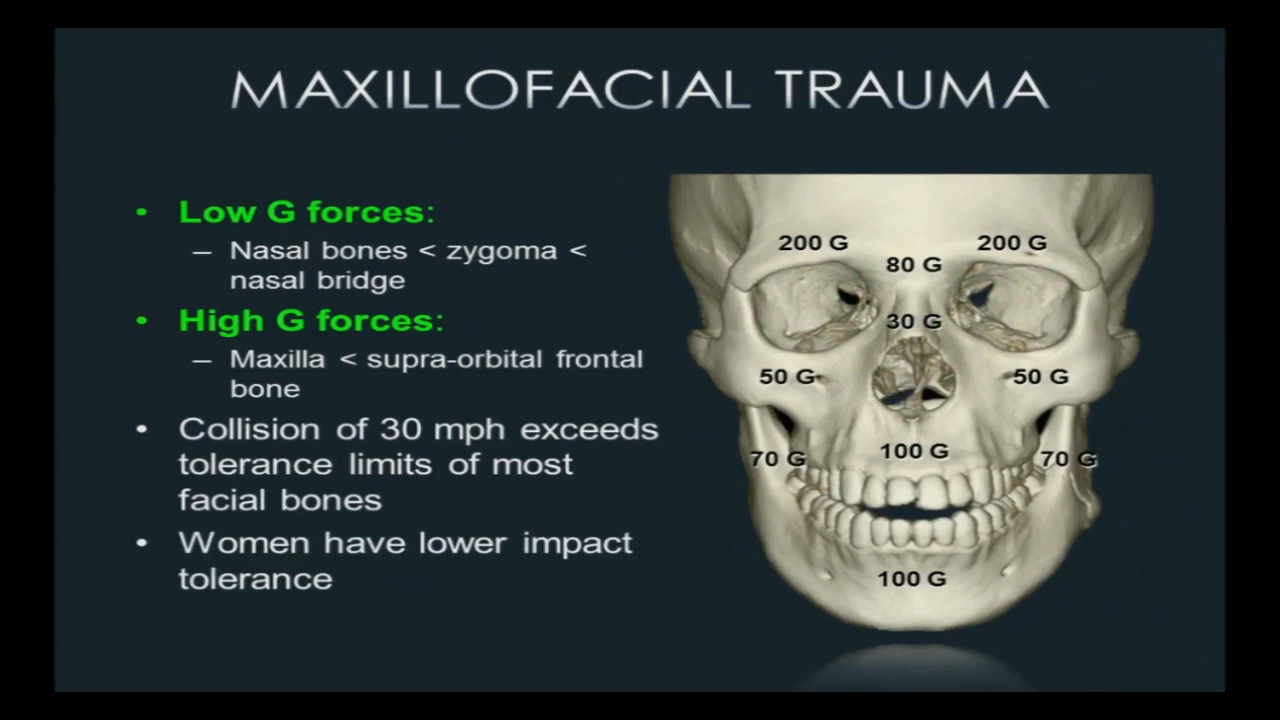 MAXILLOFACIAL TRAUMA
• Low G forces:
– Nasal bones < zygoma <
nasal bridge
• High G forces:
– Maxilla < supra-orbital frontal
bone
• Collision of 30 mph exceeds
tolerance limits of most
facial bones
• Women have lower impact
tolerance
200 G 200 G
80 G
30 G
50 G 50 G
100 G
70 G 70 G
100 G